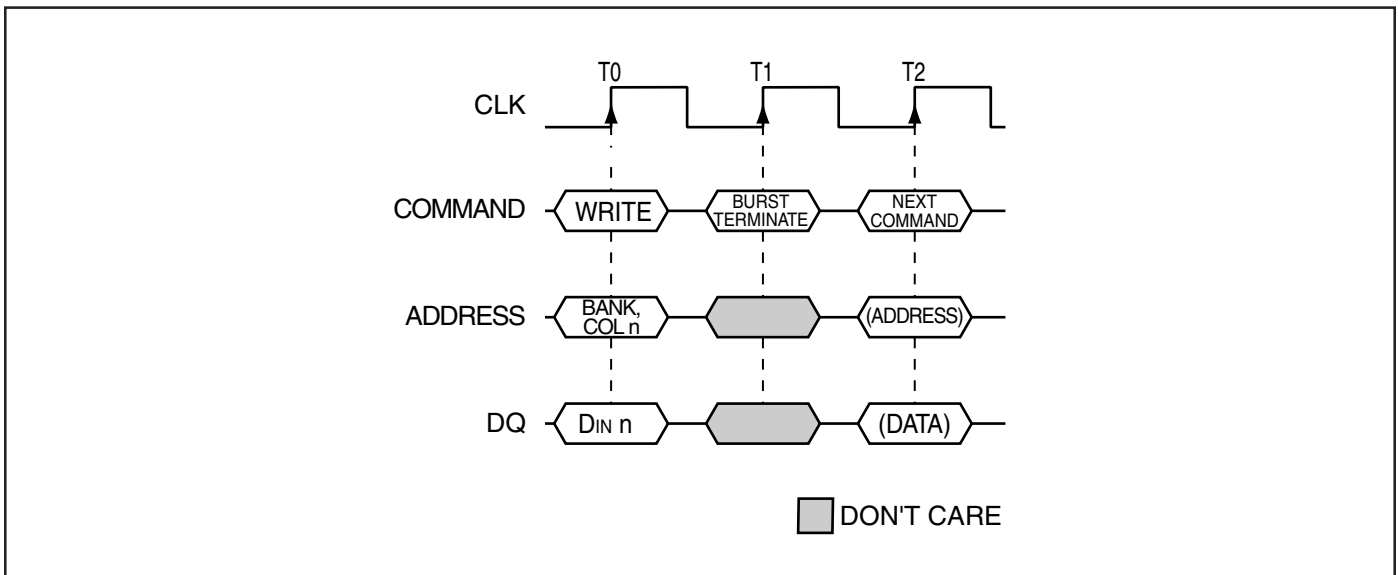 T0 T1 T2
CLK
COMMAND WRITE BURST TERMINATE NEXT COMMAND
ADDRESS BANK, COL n (ADDRESS)
DQ DIN n (DATA)
DON'T CARE